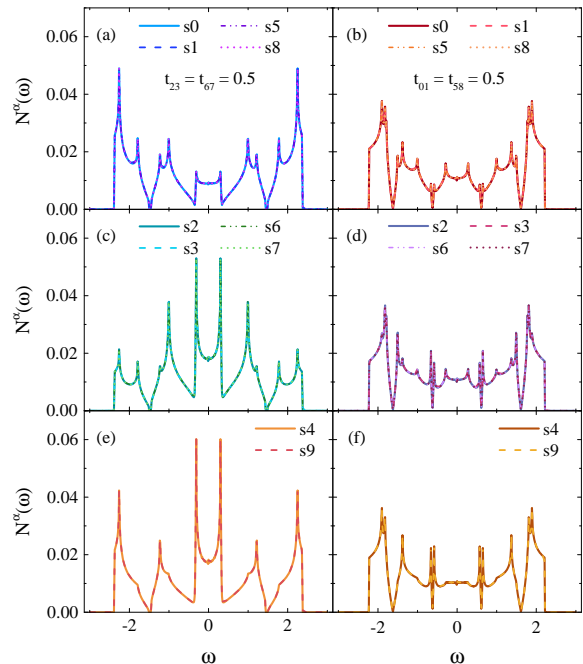 0.06
0.04
0.02
0.00
N^α(ω)
(a)
s0
s5
s1
s8
t₂₃ = t₆₇ = 0.5
(b)
s0
s1
s5
s8
t₀₁ = t₅₈ = 0.5
0.06
0.04
0.02
0.00
N^α(ω)
(c)
s2
s6
s3
s7
(d)
s2
s3
s6
s7
0.06
0.04
0.02
0.00
N^α(ω)
(e)
s4
s9
(f)
s4
s9
-2
0
2
-2
0
2
ω
ω